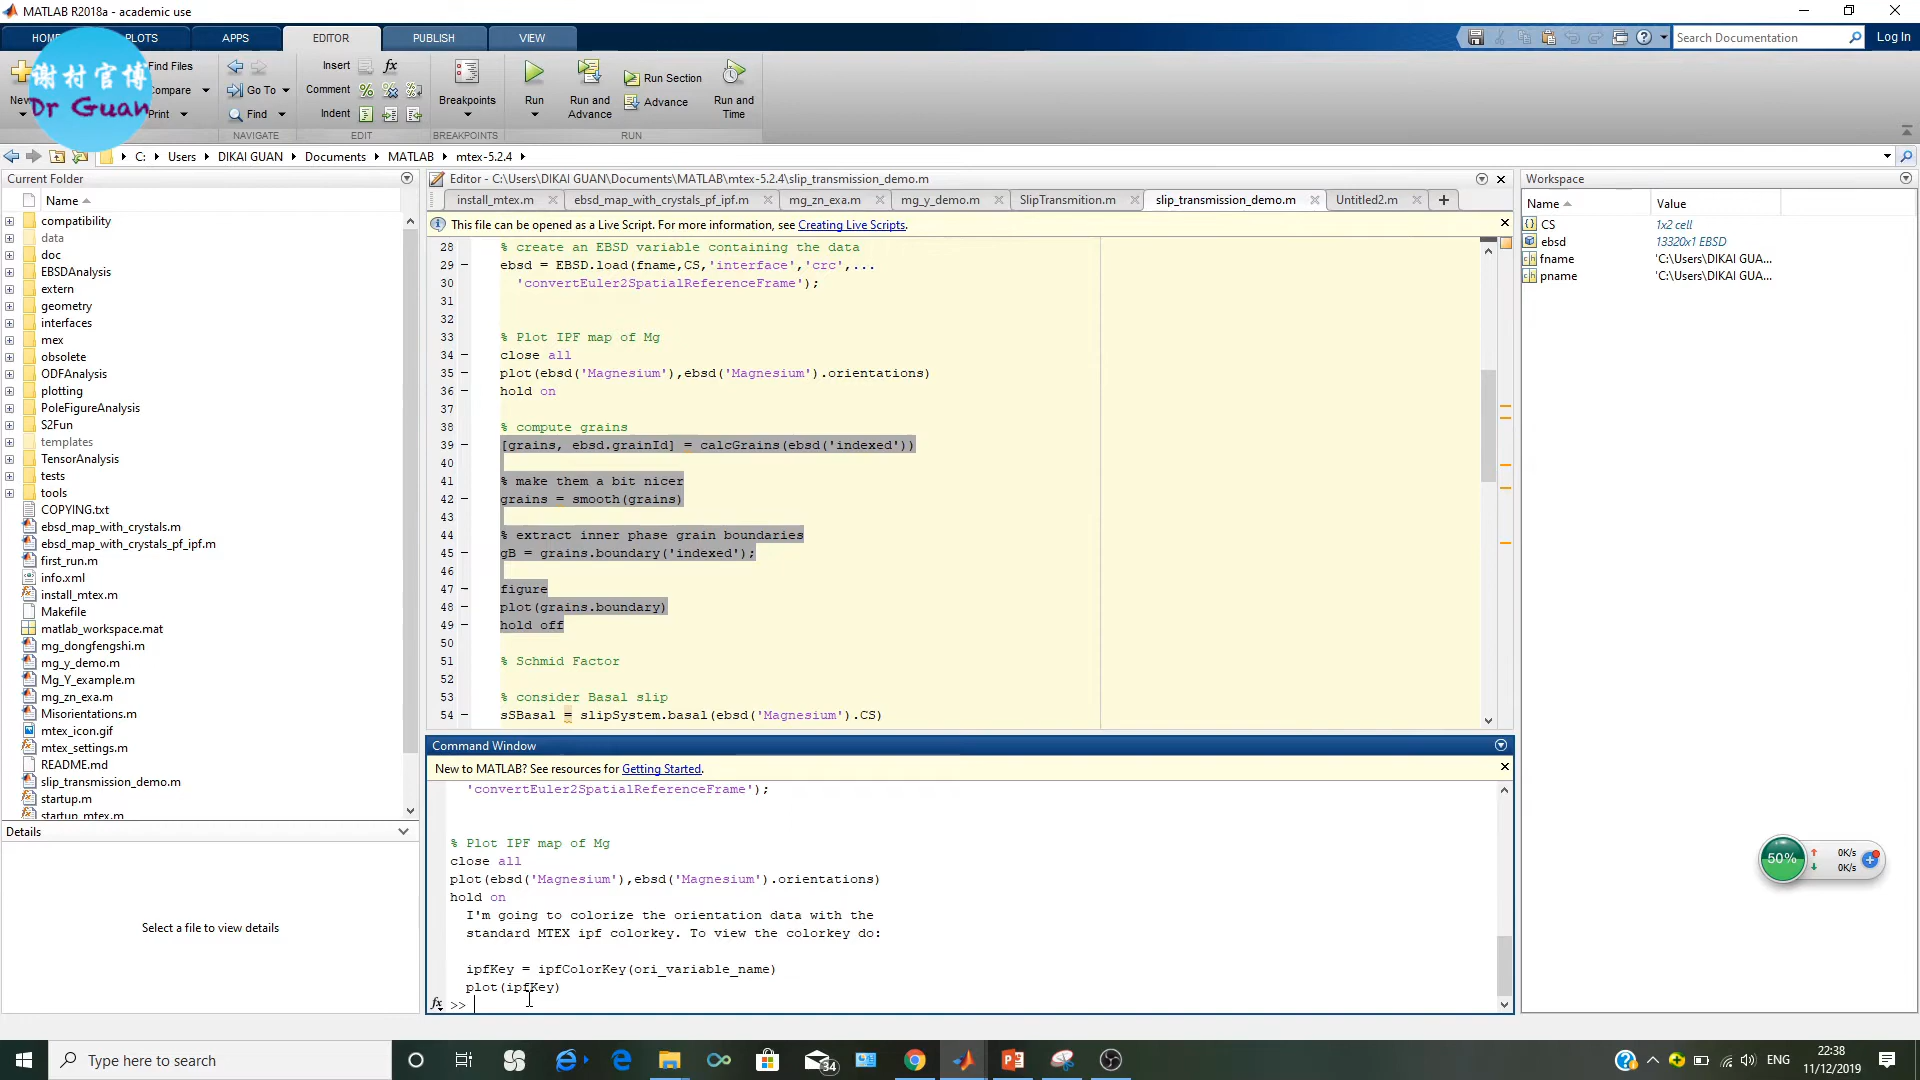 MATLAB R2018a - academic use
HOME
PLOTS
APPS
EDITOR
PUBLISH
VIEW
Search Documentation
Log In
谢村官博
Dr Guan
New
Find Files
Compare
Print
Go To
Find
NAVIGATE
Insert
fx
Comment
Indent
EDIT
Breakpoints
BREAKPOINTS
Run
Run and Advance
Run Section
Advance
Run and Time
RUN
C:
Users
DIKAI GUAN
Documents
MATLAB
mtex-5.2.4
Current Folder
Name
compatibility
data
doc
EBSDAnalysis
extern
geometry
interfaces
mex
obsolete
ODFAnalysis
plotting
PoleFigureAnalysis
S2Fun
templates
TensorAnalysis
tests
tools
COPYING.txt
ebsd_map_with_crystals.m
ebsd_map_with_crystals_pf_ipf.m
first_run.m
info.xml
install_mtex.m
Makefile
matlab_workspace.mat
mg_dongfengshi.m
mg_y_demo.m
Mg_Y_example.m
mg_zn_exa.m
Misorientations.m
mtex_icon.gif
mtex_settings.m
README.md
slip_transmission_demo.m
startup.m
startup_mtex.m
Details
Select a file to view details
Editor - C:\Users\DIKAI GUAN\Documents\MATLAB\mtex-5.2.4\slip_transmission_demo.m
install_mtex.m
ebsd_map_with_crystals_pf_ipf.m
mg_zn_exa.m
mg_y_demo.m
SlipTransmition.m
slip_transmission_demo.m
Untitled2.m
This file can be opened as a Live Script. For more information, see Creating Live Scripts.
28 % create an EBSD variable containing the data
29 ebsd = EBSD.load(fname,CS,'interface','crc',...
30 'convertEuler2SpatialReferenceFrame');
31
32
33 % Plot IPF map of Mg
34 close all
35 plot(ebsd('Magnesium'),ebsd('Magnesium').orientations)
36 hold on
37
38 % compute grains
39 [grains, ebsd.grainId] = calcGrains(ebsd('indexed'))
40
41 % make them a bit nicer
42 grains = smooth(grains)
43
44 % extract inner phase grain boundaries
45 gB = grains.boundary('indexed');
46
47 figure
48 plot(grains.boundary)
49 hold off
50
51 % Schmid Factor
52
53 % consider Basal slip
54 sSBasal = slipSystem.basal(ebsd('Magnesium').CS)
Command Window
New to MATLAB? See resources for Getting Started.
'convertEuler2SpatialReferenceFrame');
% Plot IPF map of Mg
close all
plot(ebsd('Magnesium'),ebsd('Magnesium').orientations)
hold on
I'm going to colorize the orientation data with the
standard MTEX ipf colorkey. To view the colorkey do:
ipfKey = ipfColorKey(ori_variable_name)
plot(ipfKey)
fx >>
Workspace
Name Value
CS 1x2 cell
ebsd 13320x1 EBSD
fname 'C:\Users\DIKAI GUA...
pname 'C:\Users\DIKAI GUA...
50%
0K/s
0K/s
Type here to search
34
ENG
22:38
11/12/2019